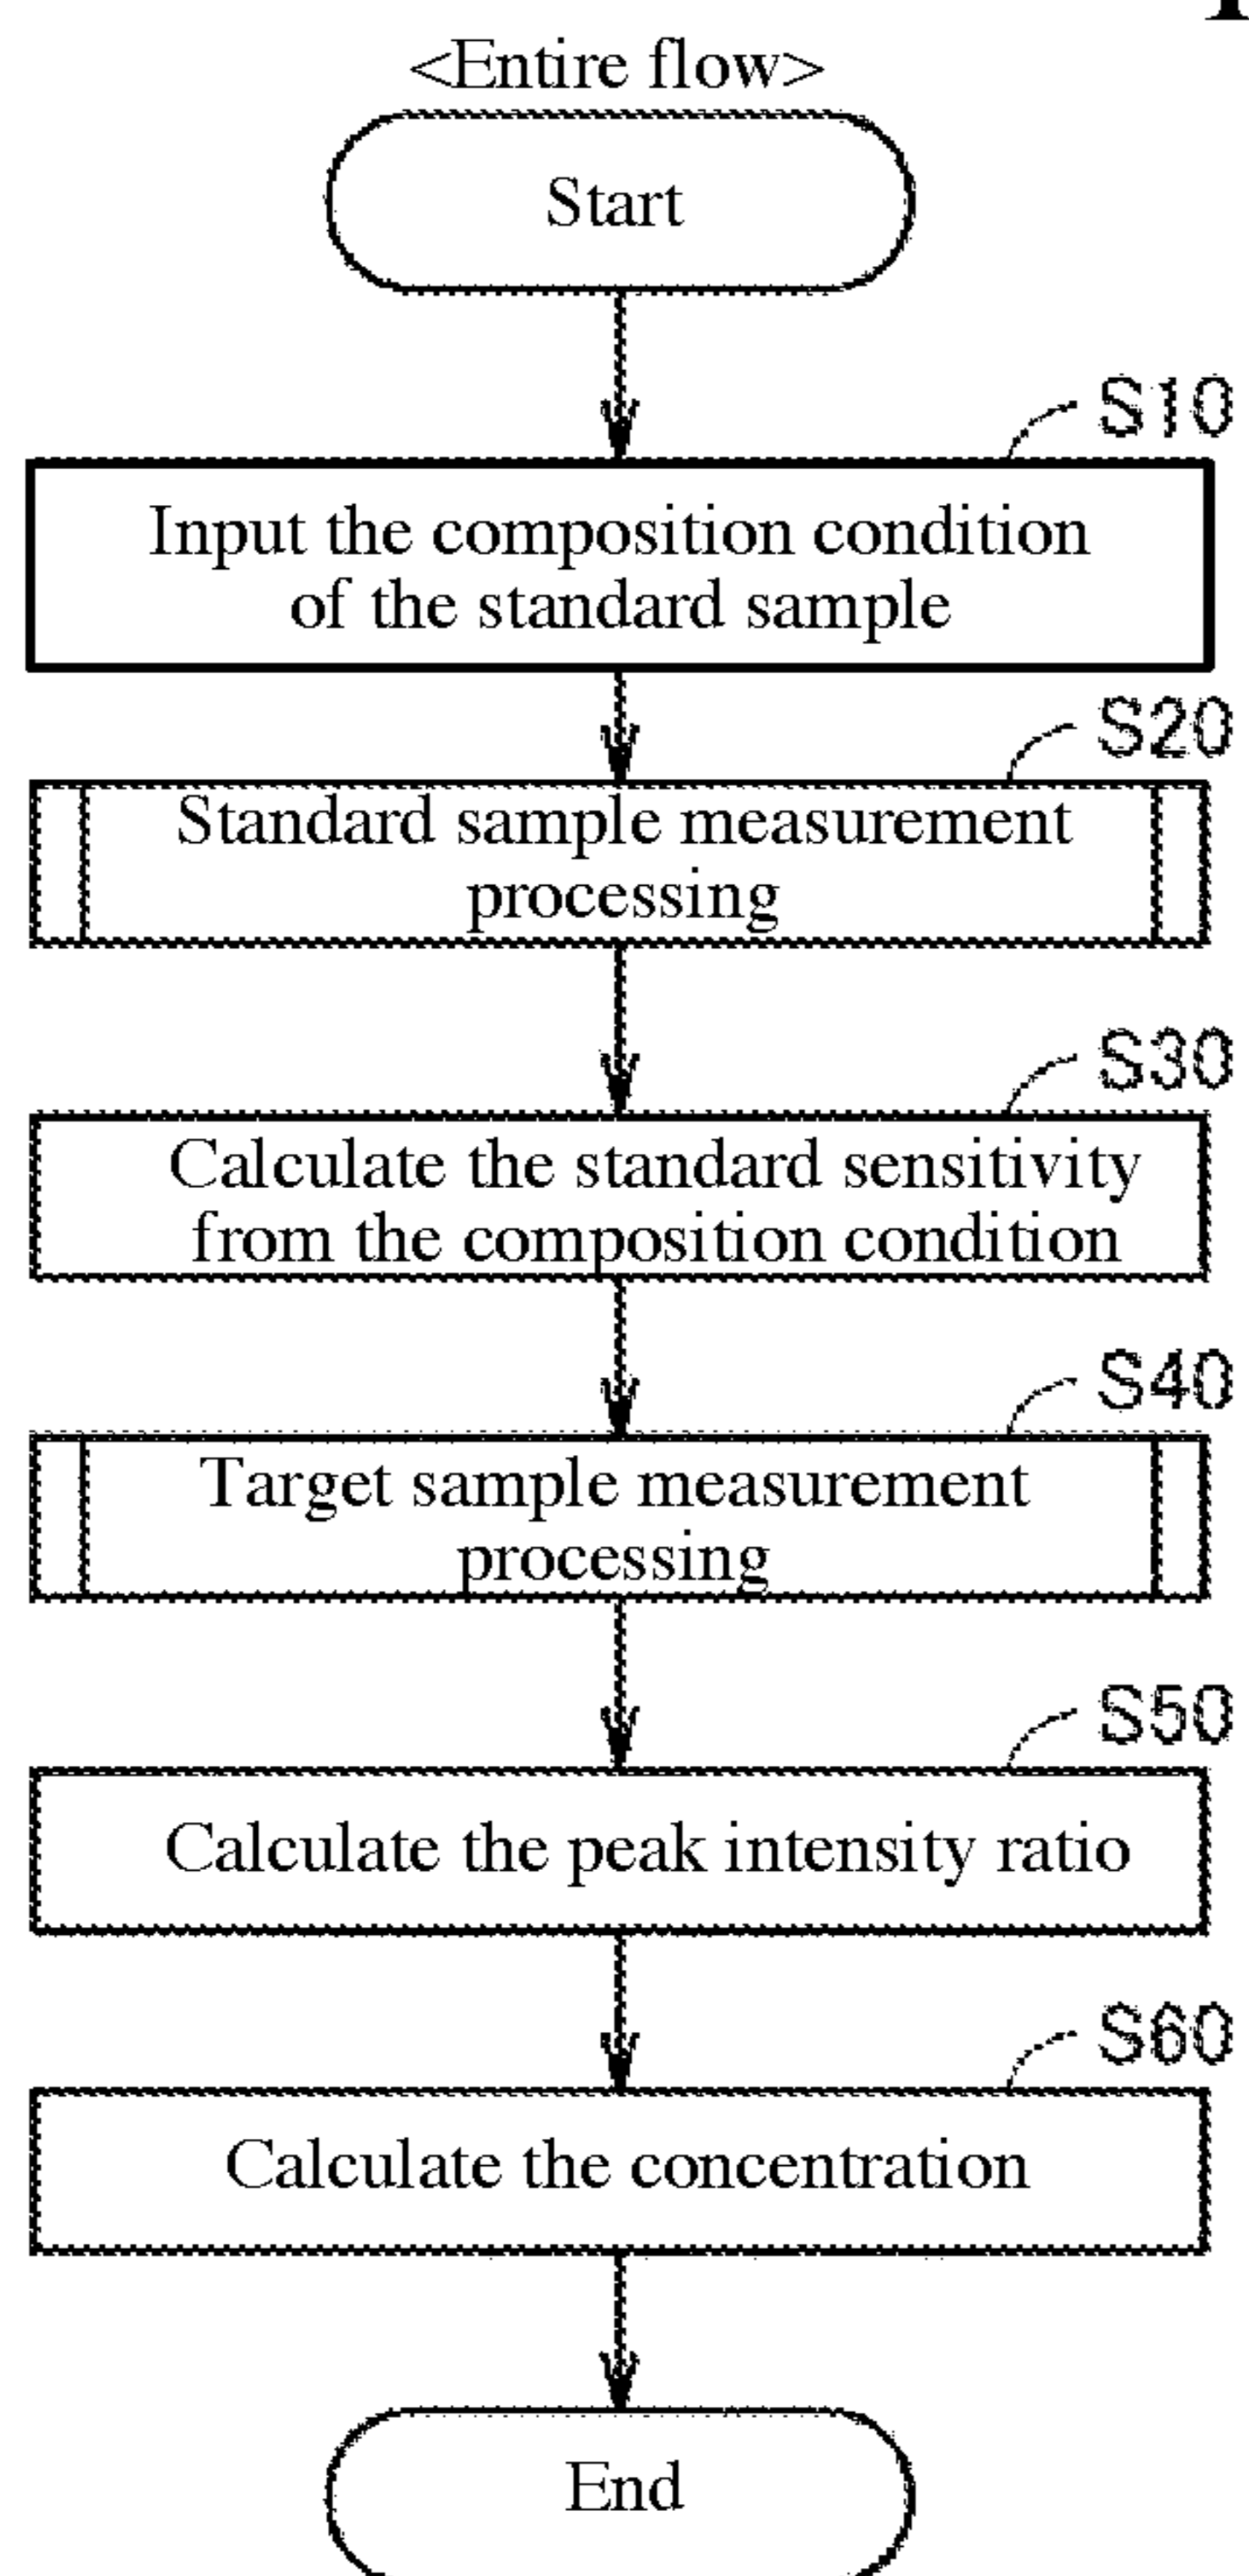 <Entire flow>
Start
S10
Input the composition condition
of the standard sample
S20
Standard sample measurement
processing
S30
Calculate the standard sensitivity
from the composition condition
S40
Target sample measurement
processing
S50
Calculate the peak intensity ratio
S60
Calculate the concentration
End